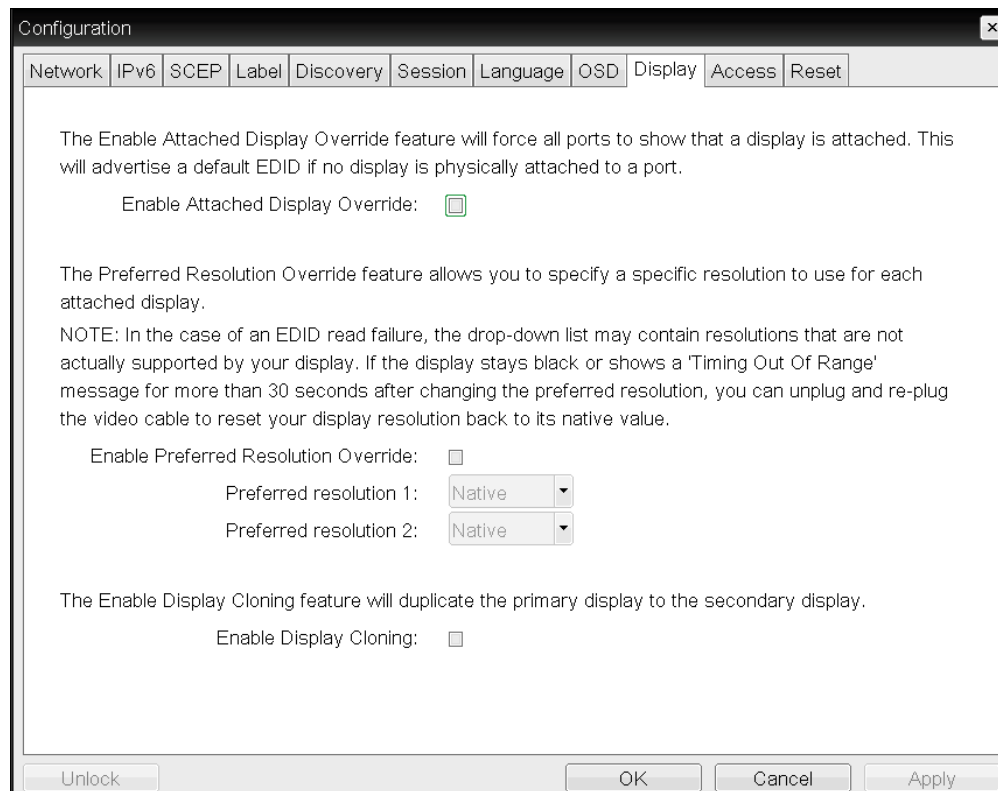 Configuration
Network IPv6 SCEP Label Discovery Session Language OSD Display Access Reset
The Enable Attached Display Override feature will force all ports to show that a display is attached. This
will advertise a default EDID if no display is physically attached to a port.
Enable Attached Display Override:
The Preferred Resolution Override feature allows you to specify a specific resolution to use for each
attached display.
NOTE: In the case of an EDID read failure, the drop-down list may contain resolutions that are not
actually supported by your display. If the display stays black or shows a 'Timing Out Of Range'
message for more than 30 seconds after changing the preferred resolution, you can unplug and re-plug
the video cable to reset your display resolution back to its native value.
Enable Preferred Resolution Override:
Preferred resolution 1: Native
Preferred resolution 2: Native
The Enable Display Cloning feature will duplicate the primary display to the secondary display.
Enable Display Cloning:
Unlock OK Cancel Apply